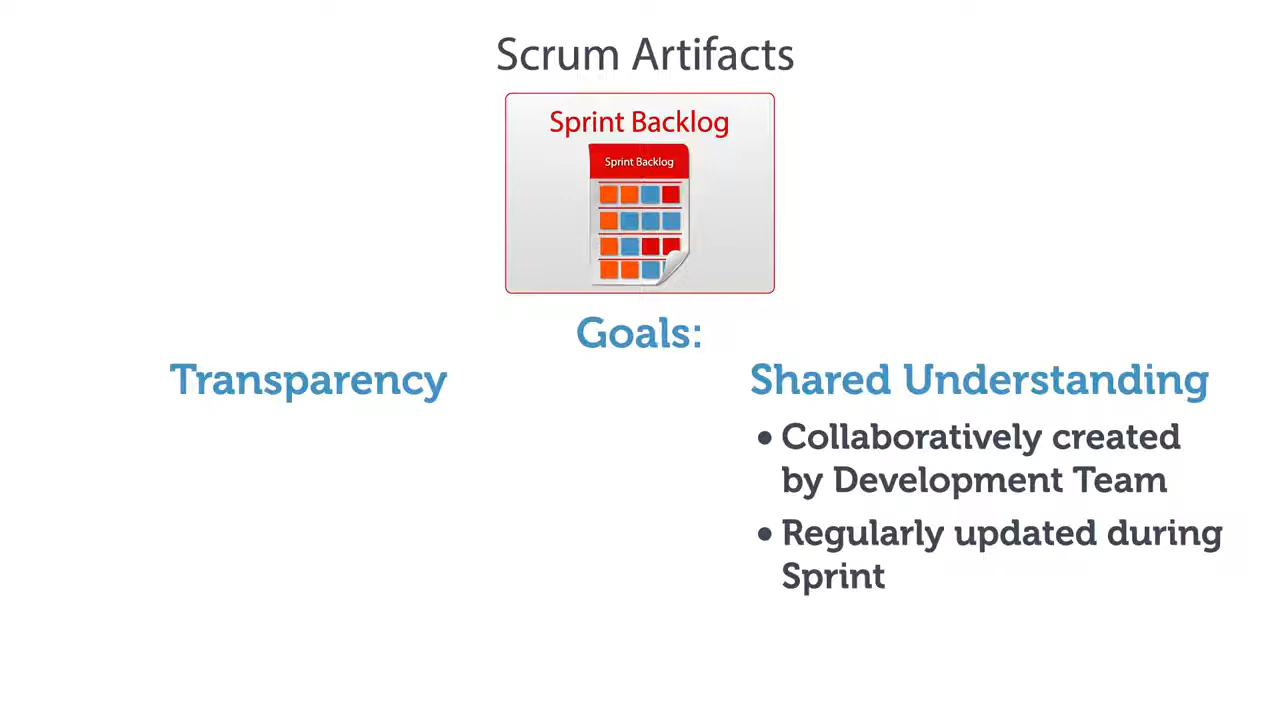 Scrum Artifacts
Sprint Backlog
Sprint Backlog
Goals:
Transparency
Shared Understanding
• Collaboratively created
by Development Team
• Regularly updated during
Sprint